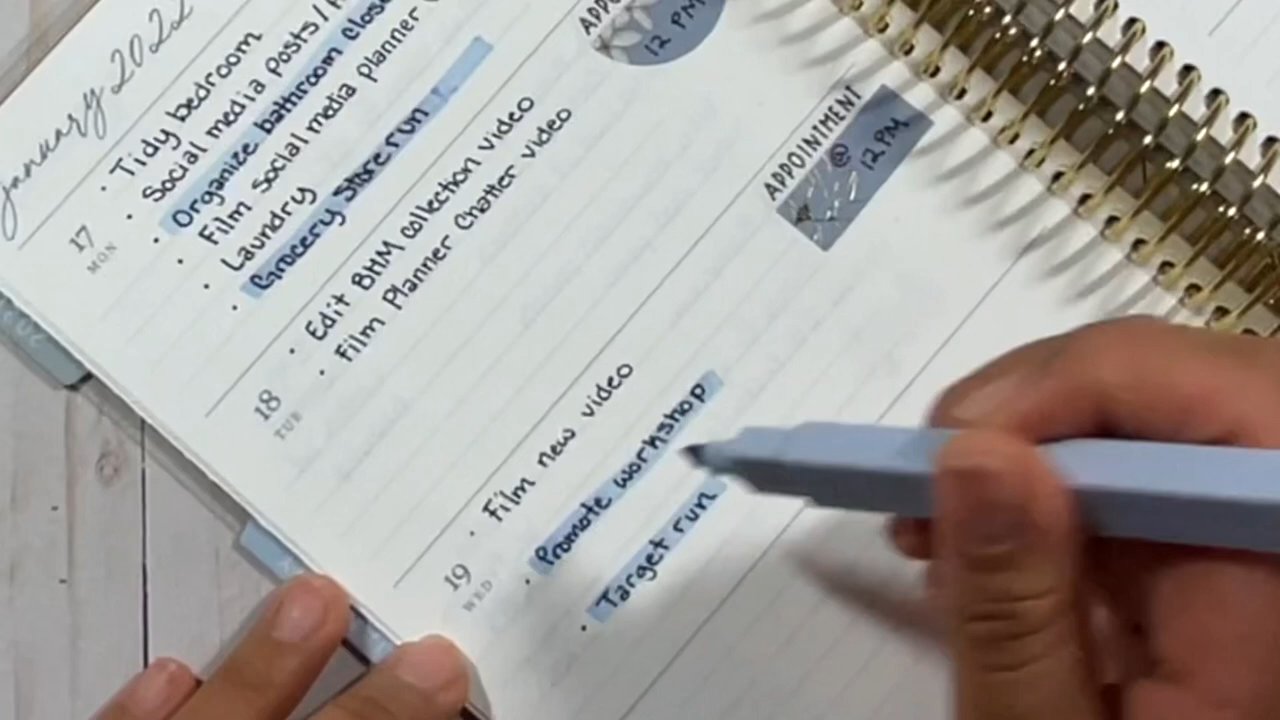 January 2022
17
MON
• Tidy bedroom
• Social media posts /
• Organize bathroom
• Film social media planner
• Laundry
• Grocery Store run
12 PM
18
TUE
• Edit BHM collection video
• Film Planner Chatter video
APPOINTMENT
@ 12 PM
19
WED
• Film new video
• Promote workshop
• Target run